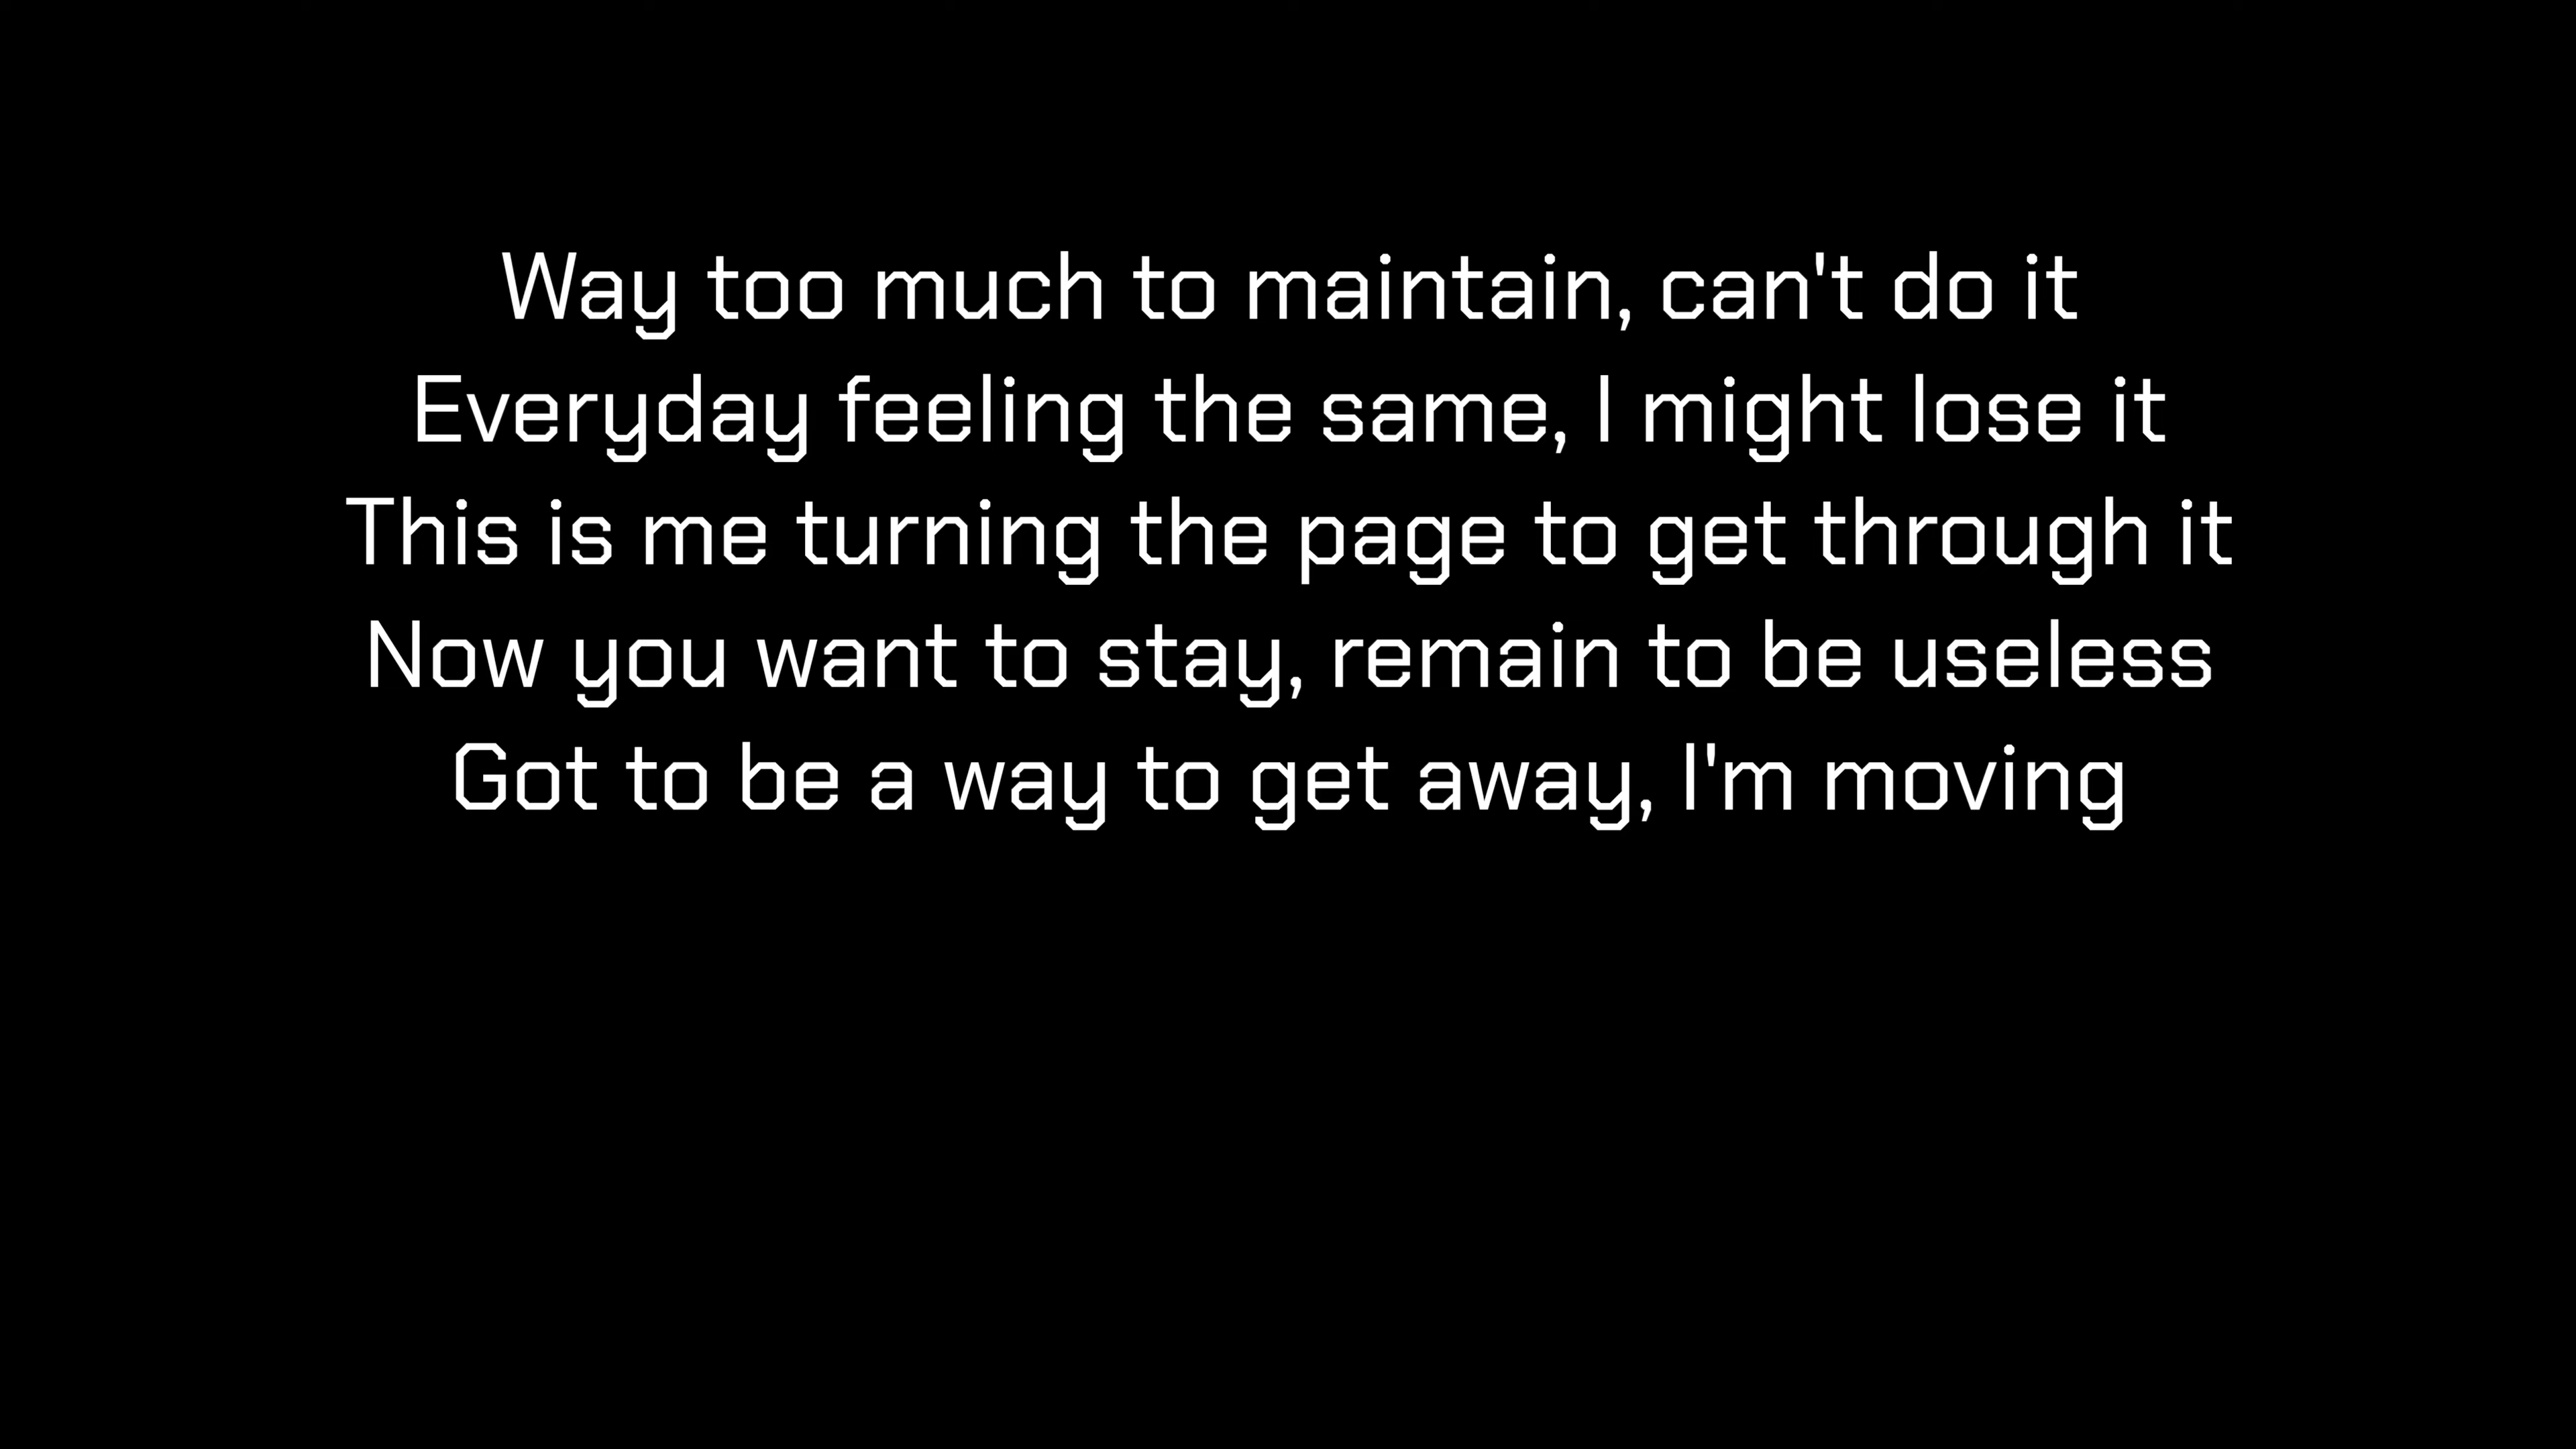 Way too much to maintain, can't do it
Everyday feeling the same, I might lose it
This is me turning the page to get through it
Now you want to stay, remain to be useless
Got to be a way to get away, I'm moving